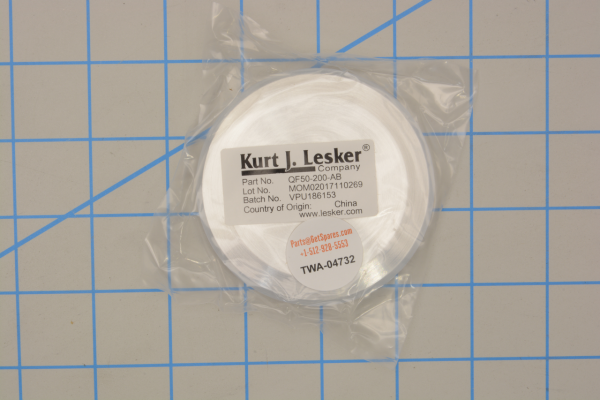 Kurt J. Lesker®
Company
Part No. QF50-200-AB
Lot No. MOM02017110269
Batch No. VPU186153
Country of Origin: China
www.lesker.com
Parts@GetSpares.com
+1-512-928-5553
TWA-04732